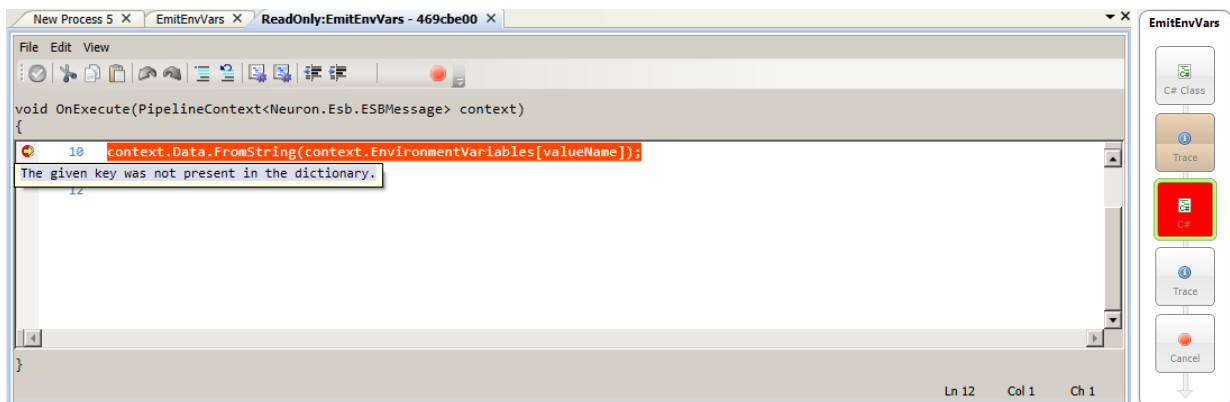 New Process 5 X EmitEnvVars X ReadOnly:EmitEnvVars - 469cbe00 X
File Edit View
void OnExecute(PipelineContext<Neuron.Esb.ESBMessage> context)
{
10 context.Data.FromString(context.EnvironmentVariables[valueName]);
The given key was not present in the dictionary.
12
}
Ln 12 Col 1 Ch 1
EmitEnvVars
C# Class
Trace
C#
Trace
Cancel